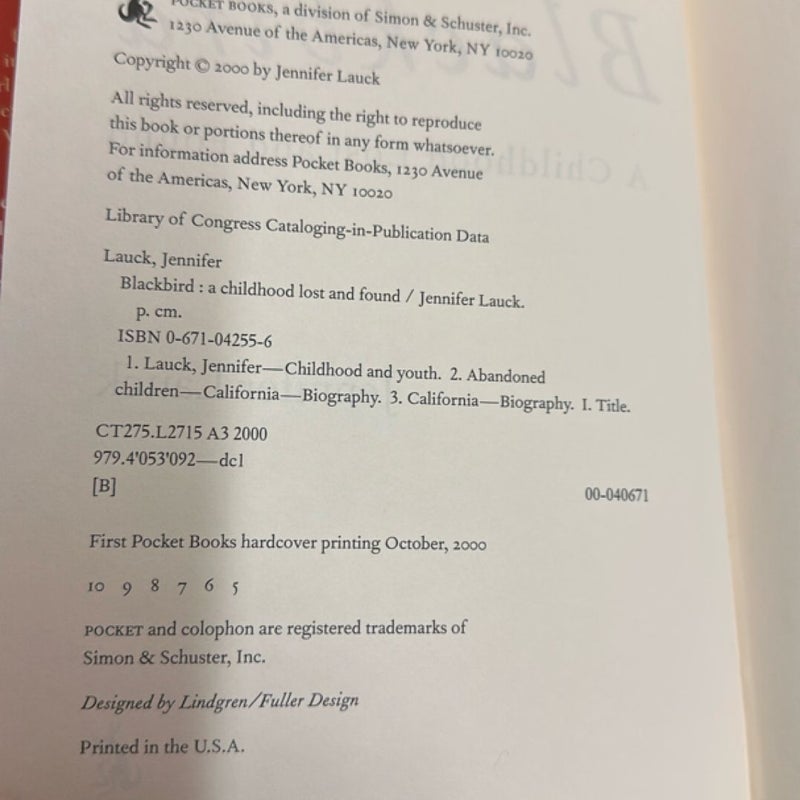 POCKET BOOKS, a division of Simon & Schuster, Inc.
1230 Avenue of the Americas, New York, NY 10020
Copyright © 2000 by Jennifer Lauck
All rights reserved, including the right to reproduce
this book or portions thereof in any form whatsoever.
For information address Pocket Books, 1230 Avenue
of the Americas, New York, NY 10020
Library of Congress Cataloging-in-Publication Data
Lauck, Jennifer
Blackbird : a childhood lost and found / Jennifer Lauck.
p. cm.
ISBN 0-671-04255-6
1. Lauck, Jennifer—Childhood and youth. 2. Abandoned
children—California—Biography. 3. California—Biography. I. Title.
CT275.L2715 A3 2000
979.4'053'092—dc1
[B]
00-040671
First Pocket Books hardcover printing October, 2000
10 9 8 7 6 5
POCKET and colophon are registered trademarks of
Simon & Schuster, Inc.
Designed by Lindgren/Fuller Design
Printed in the U.S.A.